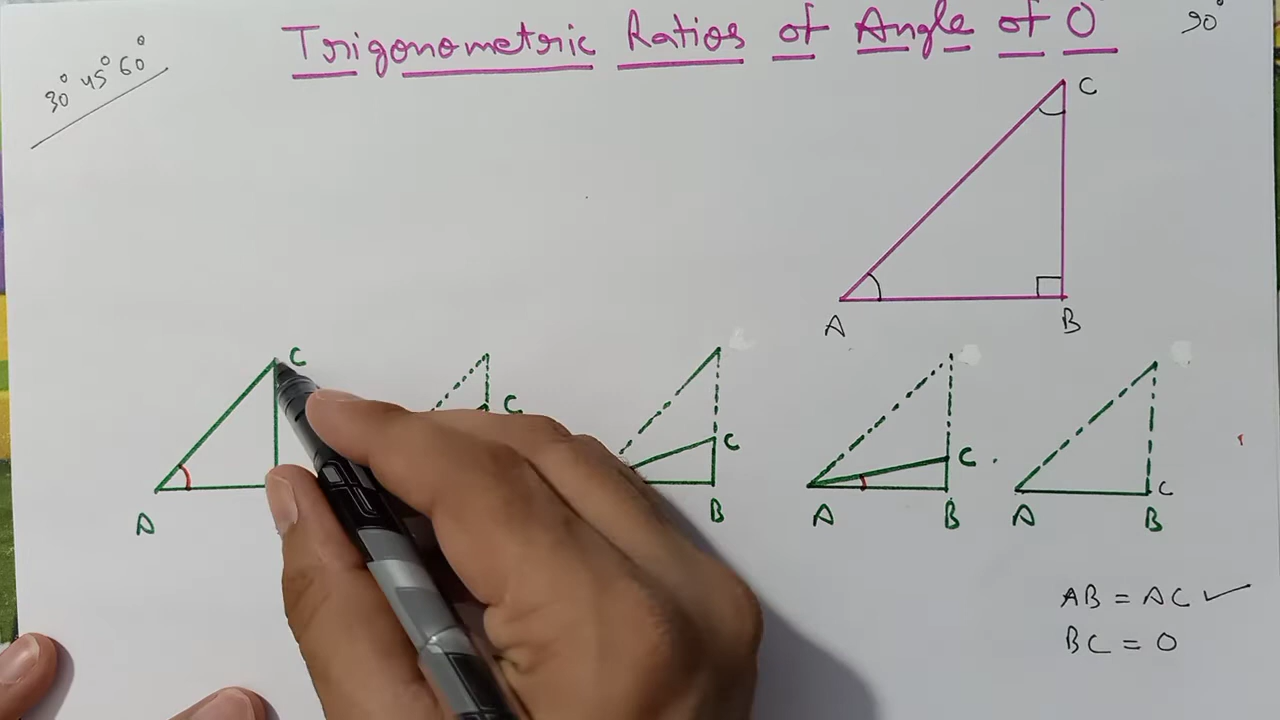 Trigonometric Ratios of Angle of 0°
90°
30° 45° 60°
C
A
B
C
A
C
C
B
C
A
B
C
A
B
AB = AC ✓
BC = 0